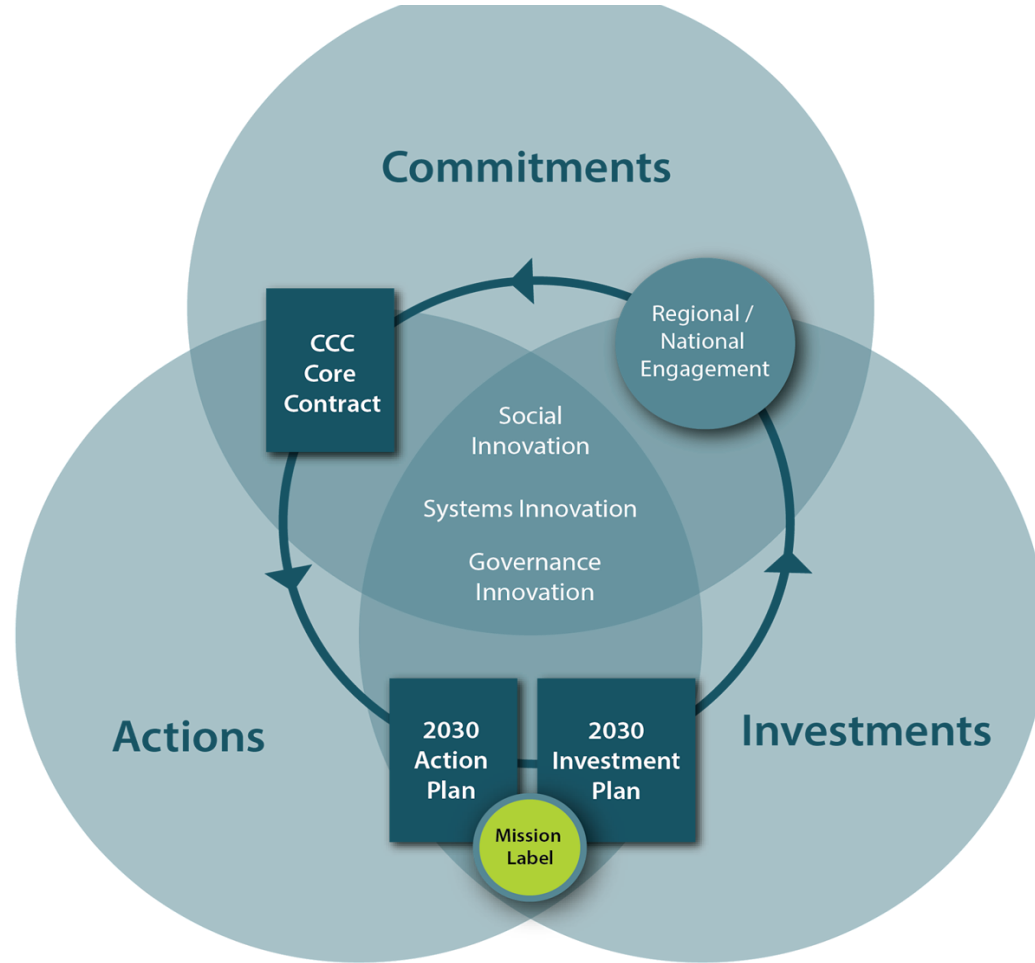 Commitments
CCC
Core
Contract
Regional /
National
Engagement
Social
Innovation
Systems Innovation
Governance
Innovation
Actions
Investments
2030
Action
Plan
2030
Investment
Plan
Mission
Label